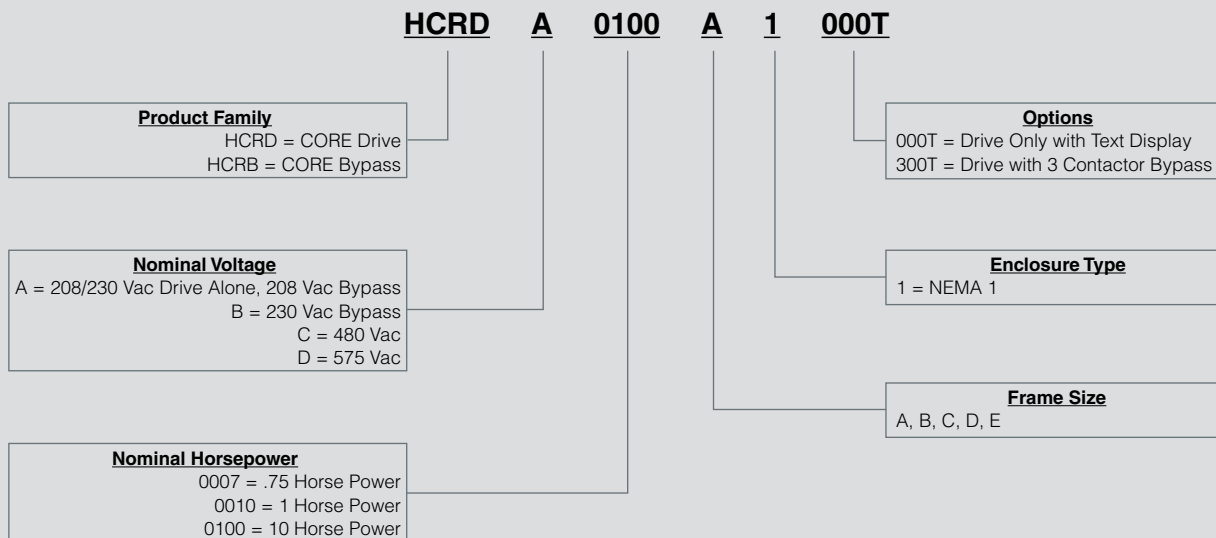 HCRD A 0100 A 1 000T
Product Family
HCRD = CORE Drive
HCRB = CORE Bypass
Nominal Voltage
A = 208/230 Vac Drive Alone, 208 Vac Bypass
B = 230 Vac Bypass
C = 480 Vac
D = 575 Vac
Nominal Horsepower
0007 = .75 Horse Power
0010 = 1 Horse Power
0100 = 10 Horse Power
Options
000T = Drive Only with Text Display
300T = Drive with 3 Contactor Bypass
Enclosure Type
1 = NEMA 1
Frame Size
A, B, C, D, E